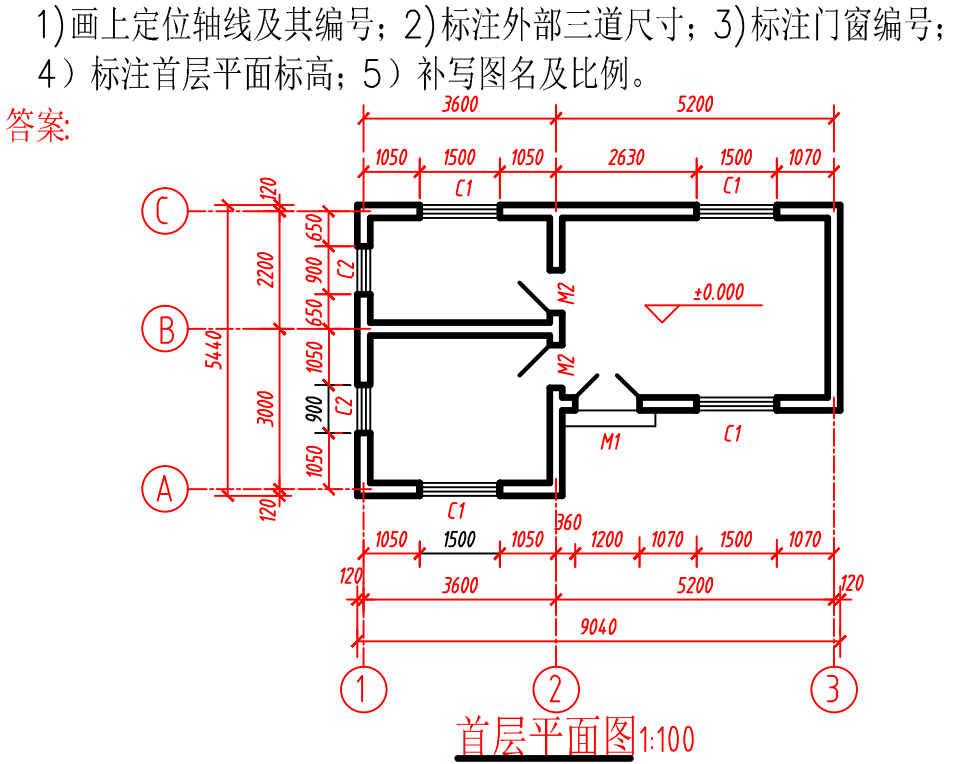 1)画上定位轴线及其编号; 2)标注外部三道尺寸; 3)标注门窗编号;
4）标注首层平面标高; 5）补写图名及比例。
答案:
3600 5200
1050 1500 1050 2630 1500 1070
C1 C1
120
C
650
2200 900 C2
M2 ±0.000
650
B
5440
1050 M2
3000 900 C2
C1
M1
1050
A
120
C1
360
1050 1500 1050 1200 1070 1500 1070
120 3600 5200 120
9040
1 2 3
首层平面图1:100